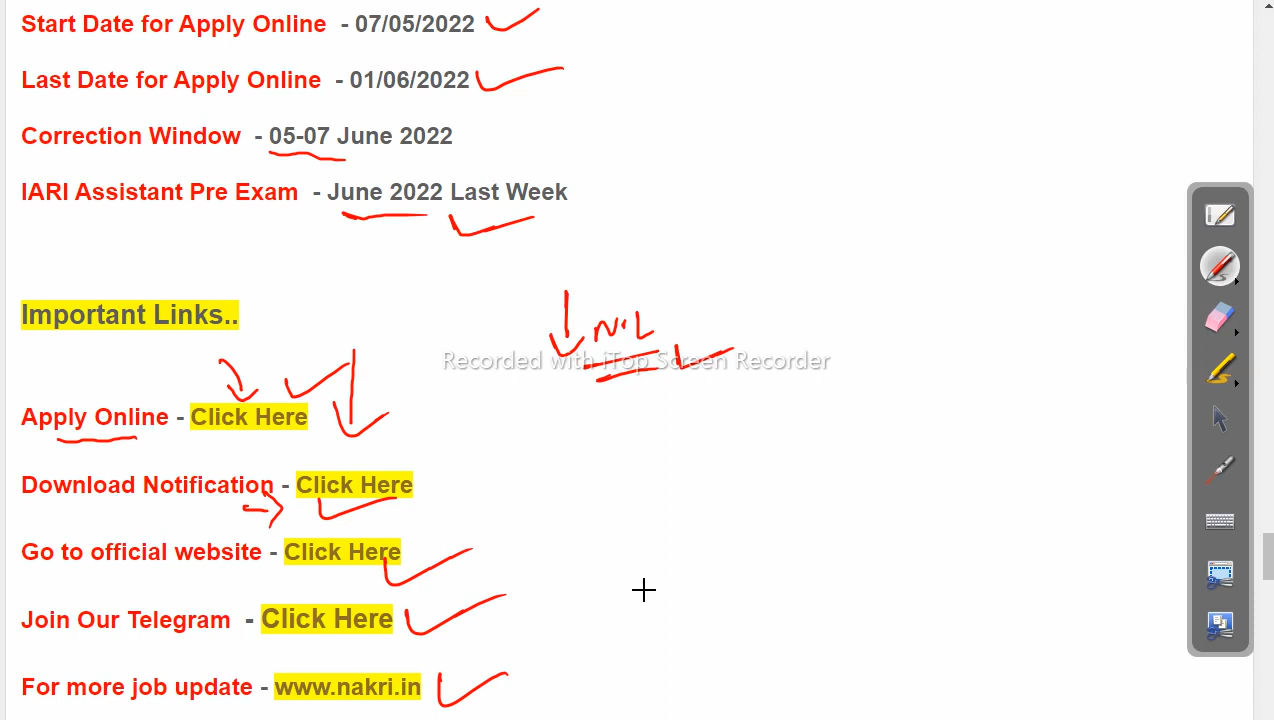 Start Date for Apply Online - 07/05/2022
Last Date for Apply Online - 01/06/2022
Correction Window - 05-07 June 2022
IARI Assistant Pre Exam - June 2022 Last Week
Important Links..
NIL
Recorded with iTop Screen Recorder
Apply Online - Click Here
Download Notification - Click Here
Go to official website - Click Here
Join Our Telegram - Click Here
For more job update - www.nakri.in